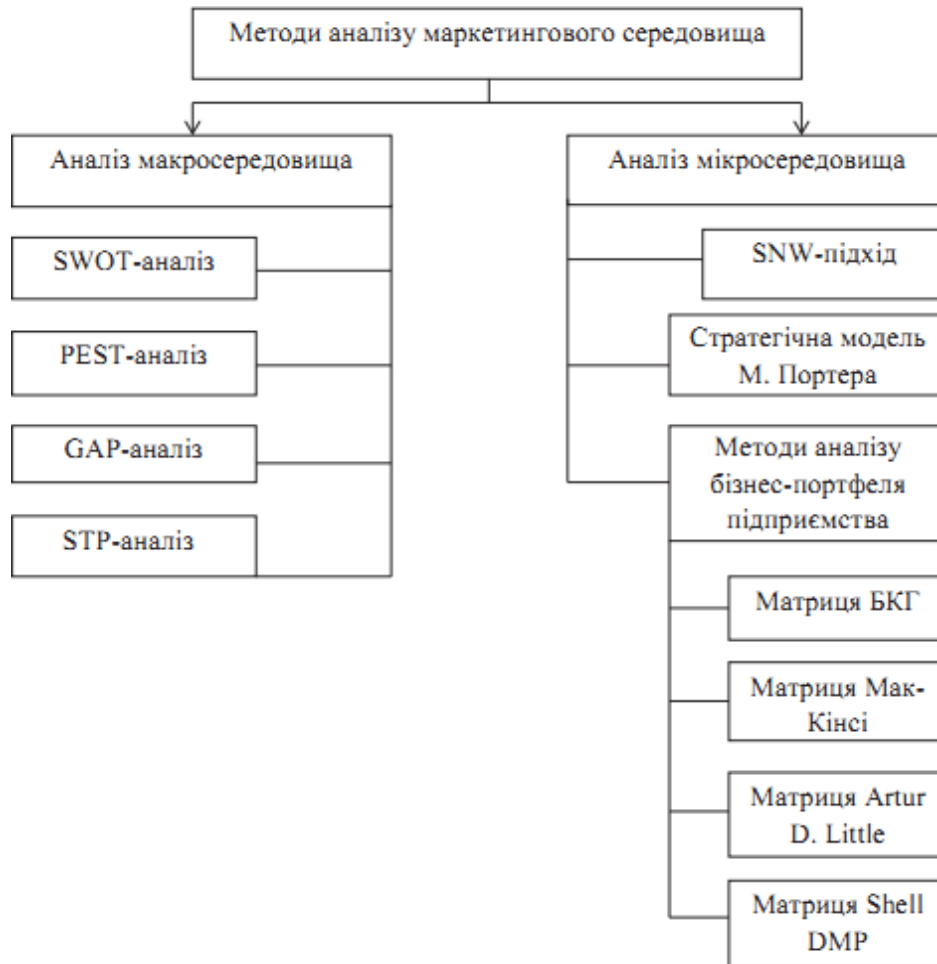 Методи аналізу маркетингового середовища
Аналіз макросередовища
SWOT-аналіз
PEST-аналіз
GAP-аналіз
STP-аналіз
Аналіз мікросередовища
SNW-підхід
Стратегічна модель
М. Портера
Методи аналізу
бізнес-портфеля
підприємства
Матриця БКГ
Матриця Мак-
Кінсі
Матриця Artur
D. Little
Матриця Shell
DMP